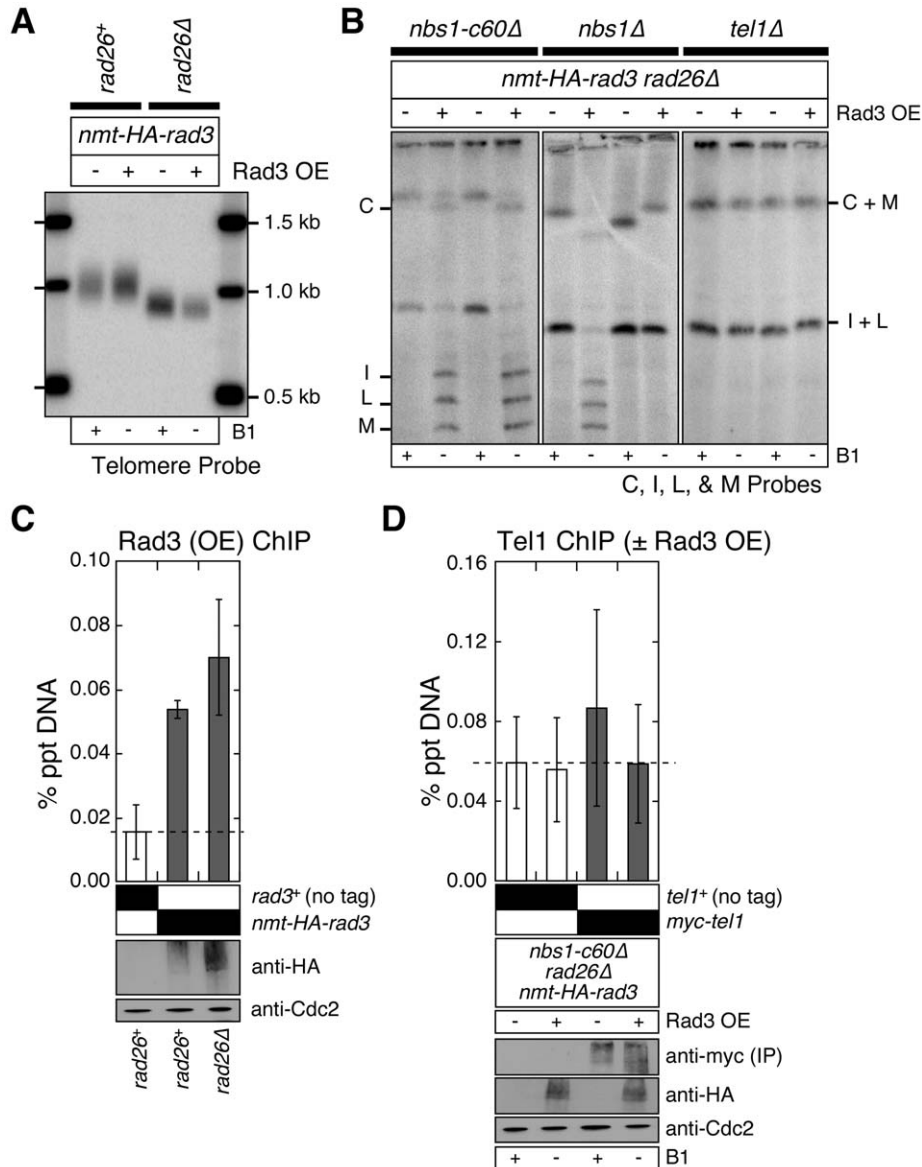 A
rad26+
rad26Δ
nmt-HA-rad3
- + - + Rad3 OE
1.5 kb
1.0 kb
0.5 kb
+ - + - B1
Telomere Probe
B
nbs1-c60Δ nbs1Δ tel1Δ
nmt-HA-rad3 rad26Δ
- + - + - + - + - + - + Rad3 OE
C
C + M
I + L
I
L
M
+ - + - + - + - + - + - B1
C, I, L, & M Probes
C
Rad3 (OE) ChIP
0.10
0.08
0.06
0.04
0.02
0.00
% ppt DNA
rad3+ (no tag)
nmt-HA-rad3
anti-HA
anti-Cdc2
rad26+
rad26+
rad26Δ
D
Tel1 ChIP (± Rad3 OE)
0.16
0.12
0.08
0.04
0.00
% ppt DNA
tel1+ (no tag)
myc-tel1
nbs1-c60Δ
rad26Δ
nmt-HA-rad3
- + - + Rad3 OE
anti-myc (IP)
anti-HA
anti-Cdc2
+ - + - B1